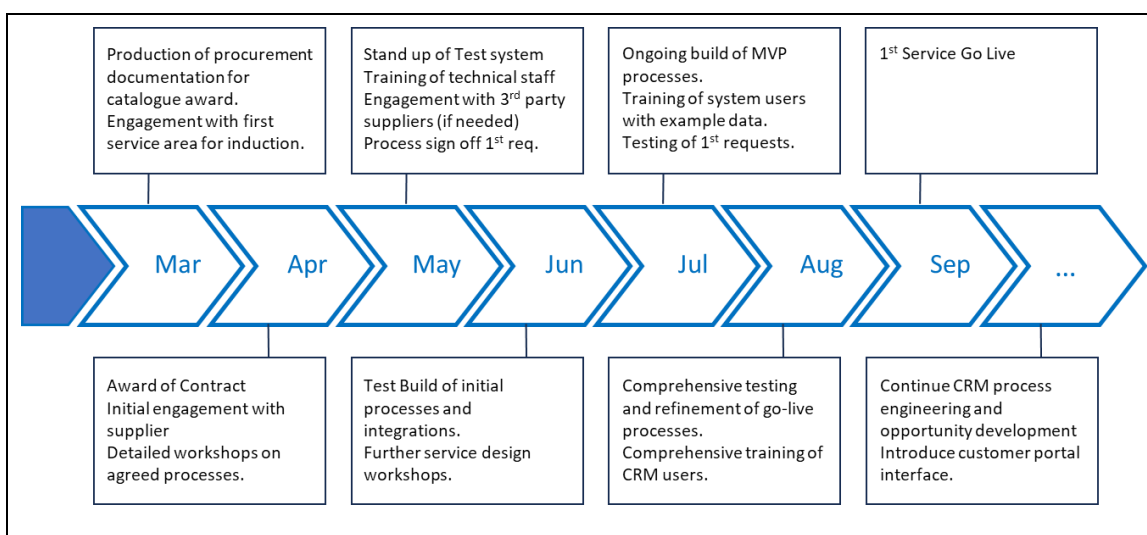 Production of procurement
documentation for
catalogue award.
Engagement with first
service area for induction.
Stand up of Test system
Training of technical staff
Engagement with 3rd party
suppliers (if needed)
Process sign off 1st req.
Ongoing build of MVP
processes.
Training of system users
with example data.
Testing of 1st requests.
1st Service Go Live
Mar
Apr
May
Jun
Jul
Aug
Sep
...
Award of Contract
Initial engagement with
supplier
Detailed workshops on
agreed processes.
Test Build of initial
processes and
integrations.
Further service design
workshops.
Comprehensive testing
and refinement of go-live
processes.
Comprehensive training of
CRM users.
Continue CRM process
engineering and
opportunity development
Introduce customer portal
interface.